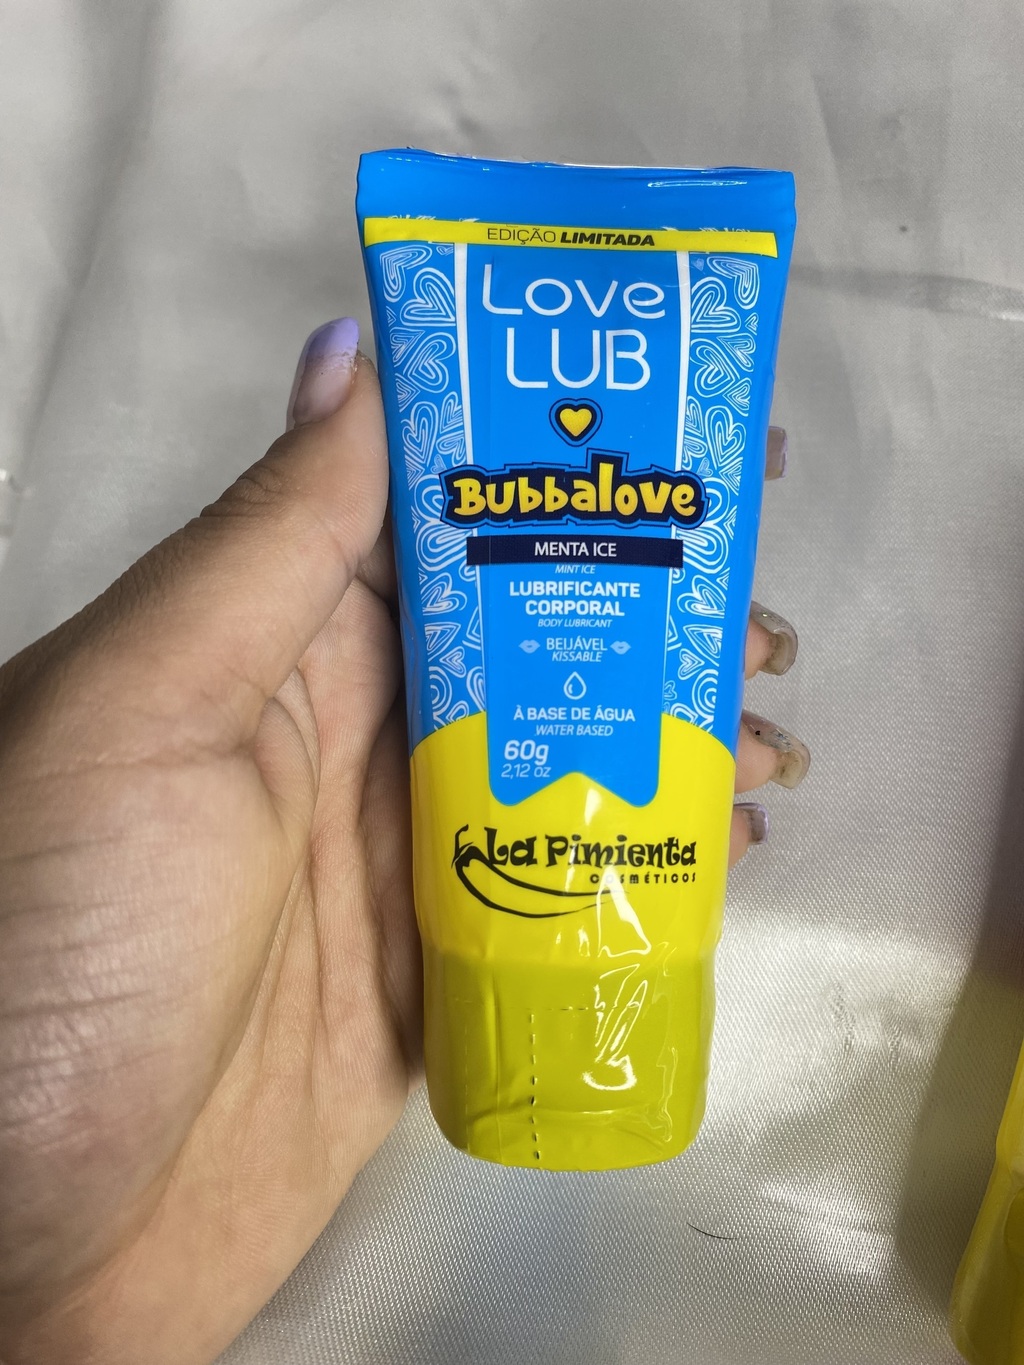 EDIÇÃO LIMITADA
Love
LUB
Bubbalove
MENTA ICE
MINT ICE
LUBRIFICANTE
CORPORAL
BODY LUBRICANT
BEIJÁVEL
KISSABLE
À BASE DE ÁGUA
WATER BASED
60g
2,12 oz
La Pimienta
COSMÉTICOS